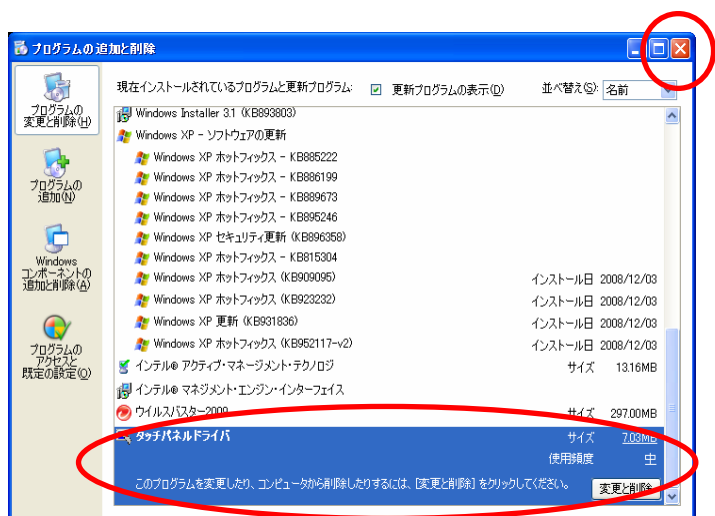 プログラムの追加と削除
現在インストールされているプログラムと更新プログラム: 更新プログラムの表示(D) 並べ替え(S): 名前
プログラムの
変更と削除(H)
プログラムの
追加(N)
Windows
コンポーネントの
追加と削除(A)
プログラムの
アクセスと
既定の設定(O)
Windows Installer 3.1 (KB893803)
Windows XP - ソフトウェアの更新
Windows XP ホットフィックス - KB885222
Windows XP ホットフィックス - KB886199
Windows XP ホットフィックス - KB889673
Windows XP ホットフィックス - KB895246
Windows XP セキュリティ更新 (KB896358)
Windows XP ホットフィックス - KB815304
Windows XP ホットフィックス (KB909095) インストール日 2008/12/03
Windows XP ホットフィックス (KB923232) インストール日 2008/12/03
Windows XP 更新 (KB931836) インストール日 2008/12/03
Windows XP ホットフィックス (KB952117-v2) インストール日 2008/12/03
インテル® アクティブ・マネージメント・テクノロジ サイズ 13.16MB
インテル® マネジメント・エンジン・インターフェイス
ウイルスバスター2009 サイズ 297.00MB
タッチパネルドライバ サイズ 7.03MB
使用頻度 中
このプログラムを変更したり、コンピュータから削除したりするには、[変更と削除] をクリックしてください。 変更と削除